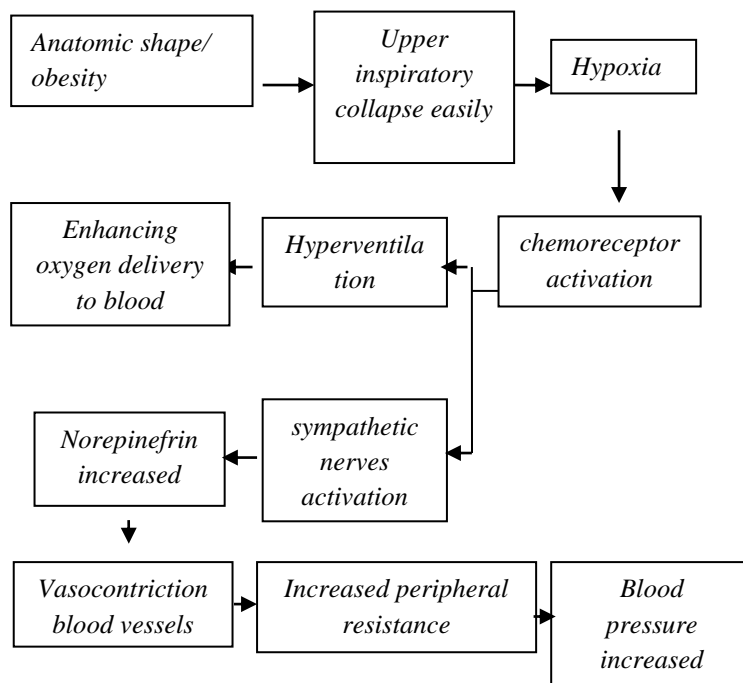 Anatomic shape/
obesity
Upper
inspiratory
collapse easily
Hypoxia
chemoreceptor
activation
Hyperventila
tion
Enhancing
oxygen delivery
to blood
sympathetic
nerves
activation
Norepinefrin
increased
Vasocontriction
blood vessels
Increased peripheral
resistance
Blood
pressure
increased